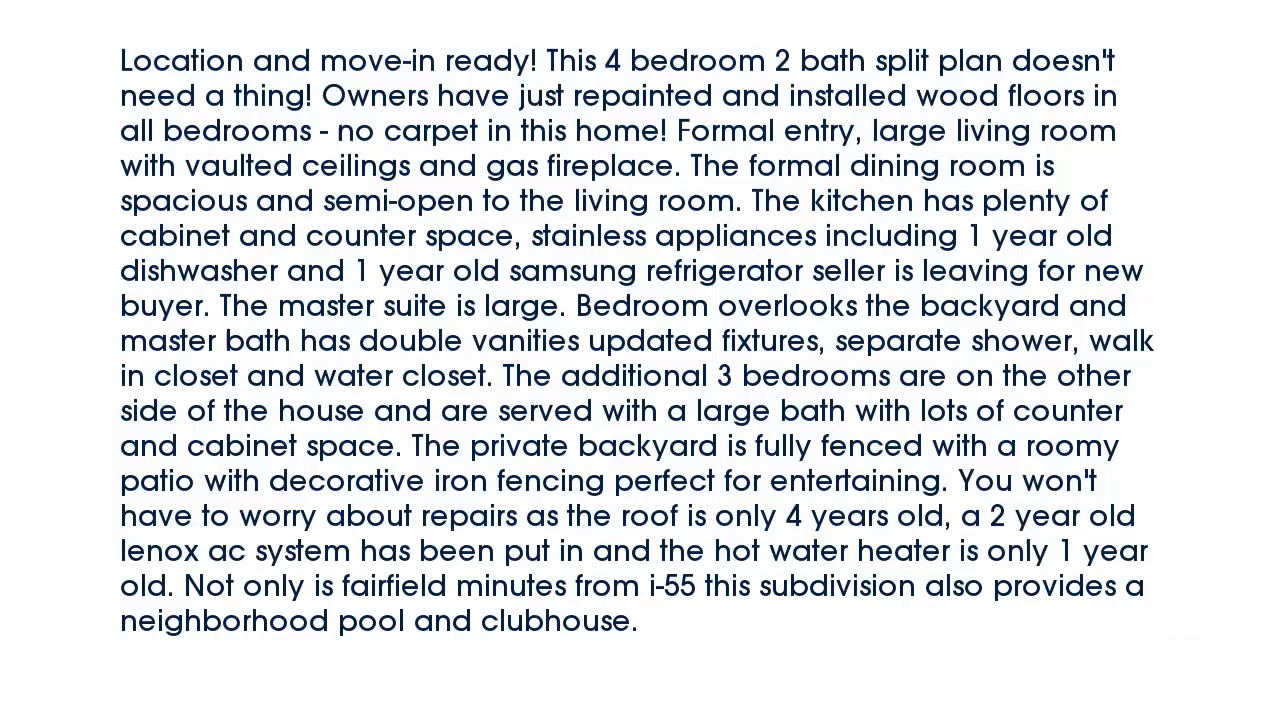 Location and move-in ready! This 4 bedroom 2 bath split plan doesn't
need a thing! Owners have just repainted and installed wood floors in
all bedrooms - no carpet in this home! Formal entry, large living room
with vaulted ceilings and gas fireplace. The formal dining room is
spacious and semi-open to the living room. The kitchen has plenty of
cabinet and counter space, stainless appliances including 1 year old
dishwasher and 1 year old samsung refrigerator seller is leaving for new
buyer. The master suite is large. Bedroom overlooks the backyard and
master bath has double vanities updated fixtures, separate shower, walk
in closet and water closet. The additional 3 bedrooms are on the other
side of the house and are served with a large bath with lots of counter
and cabinet space. The private backyard is fully fenced with a roomy
patio with decorative iron fencing perfect for entertaining. You won't
have to worry about repairs as the roof is only 4 years old, a 2 year old
lenox ac system has been put in and the hot water heater is only 1 year
old. Not only is fairfield minutes from i-55 this subdivision also provides a
neighborhood pool and clubhouse.